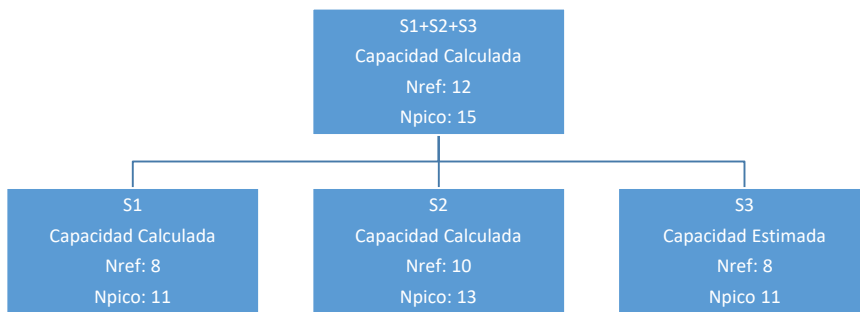 S1+S2+S3
Capacidad Calculada
Nref: 12
Npico: 15
S1
Capacidad Calculada
Nref: 8
Npico: 11
S2
Capacidad Calculada
Nref: 10
Npico: 13
S3
Capacidad Estimada
Nref: 8
Npico 11